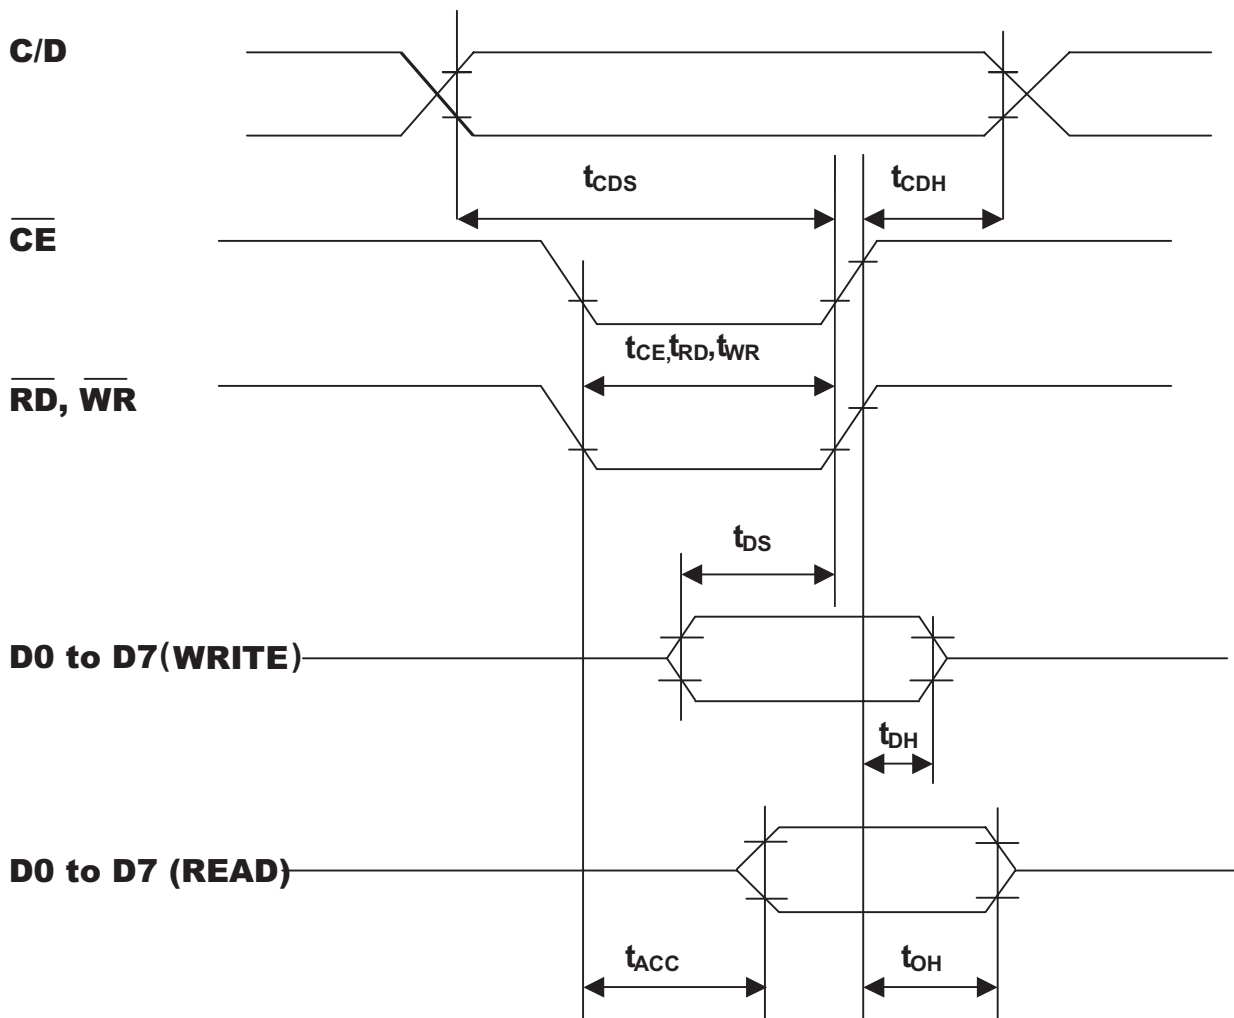 C/D
tCDS
tCDH
CE
tCE,tRD,tWR
RD, WR
tDS
D0 to D7(WRITE)
tDH
D0 to D7 (READ)
tACC
tOH